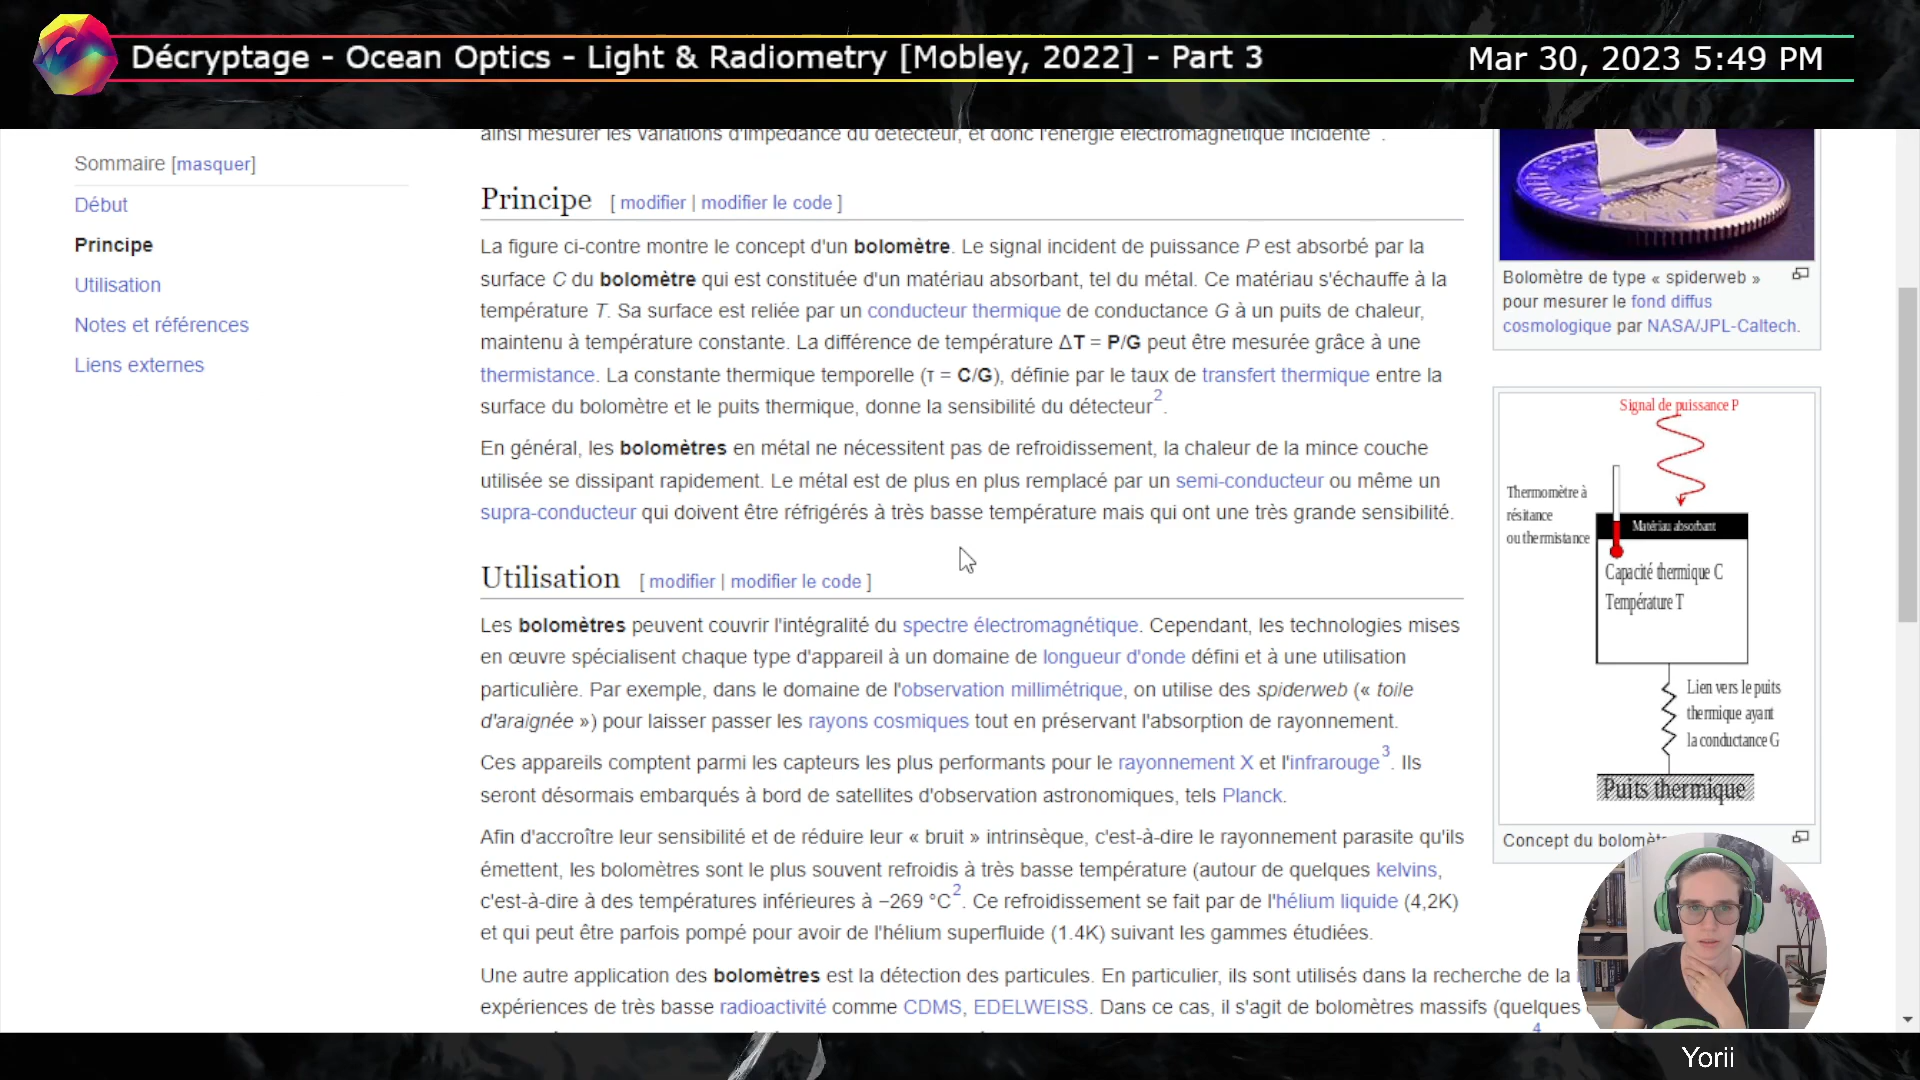 Décryptage - Ocean Optics - Light & Radiometry [Mobley, 2022] - Part 3
Mar 30, 2023 5:49 PM
Sommaire [masquer]
Début
Principe
Utilisation
Notes et références
Liens externes
ainsi mesurer les variations d'impédance du détecteur, et donc l'énergie électromagnétique incidente .
Principe [ modifier | modifier le code ]
La figure ci-contre montre le concept d'un bolomètre. Le signal incident de puissance P est absorbé par la
surface C du bolomètre qui est constituée d'un matériau absorbant, tel du métal. Ce matériau s'échauffe à la
température T. Sa surface est reliée par un conducteur thermique de conductance G à un puits de chaleur,
maintenu à température constante. La différence de température ΔT = P/G peut être mesurée grâce à une
thermistance. La constante thermique temporelle (τ = C/G), définie par le taux de transfert thermique entre la
surface du bolomètre et le puits thermique, donne la sensibilité du détecteur2.
En général, les bolomètres en métal ne nécessitent pas de refroidissement, la chaleur de la mince couche
utilisée se dissipant rapidement. Le métal est de plus en plus remplacé par un semi-conducteur ou même un
supra-conducteur qui doivent être réfrigérés à très basse température mais qui ont une très grande sensibilité.
Utilisation [ modifier | modifier le code ]
Les bolomètres peuvent couvrir l'intégralité du spectre électromagnétique. Cependant, les technologies mises
en œuvre spécialisent chaque type d'appareil à un domaine de longueur d'onde défini et à une utilisation
particulière. Par exemple, dans le domaine de l'observation millimétrique, on utilise des spiderweb (« toile
d'araignée ») pour laisser passer les rayons cosmiques tout en préservant l'absorption de rayonnement.
Ces appareils comptent parmi les capteurs les plus performants pour le rayonnement X et l'infrarouge3. Ils
seront désormais embarqués à bord de satellites d'observation astronomiques, tels Planck.
Afin d'accroître leur sensibilité et de réduire leur « bruit » intrinsèque, c'est-à-dire le rayonnement parasite qu'ils
émettent, les bolomètres sont le plus souvent refroidis à très basse température (autour de quelques kelvins,
c'est-à-dire à des températures inférieures à −269 °C2. Ce refroidissement se fait par de l'hélium liquide (4,2K)
et qui peut être parfois pompé pour avoir de l'hélium superfluide (1.4K) suivant les gammes étudiées.
Une autre application des bolomètres est la détection des particules. En particulier, ils sont utilisés dans la recherche de la
expériences de très basse radioactivité comme CDMS, EDELWEISS. Dans ce cas, il s'agit de bolomètres massifs (quelques
4
Bolomètre de type « spiderweb »
pour mesurer le fond diffus
cosmologique par NASA/JPL-Caltech.
Signal de puissance P
Thermomètre à
résitance
ou thermistance
Matériau absorbant
Capacité thermique C
Température T
Lien vers le puits
thermique ayant
la conductance G
Puits thermique
Concept du
Yorii